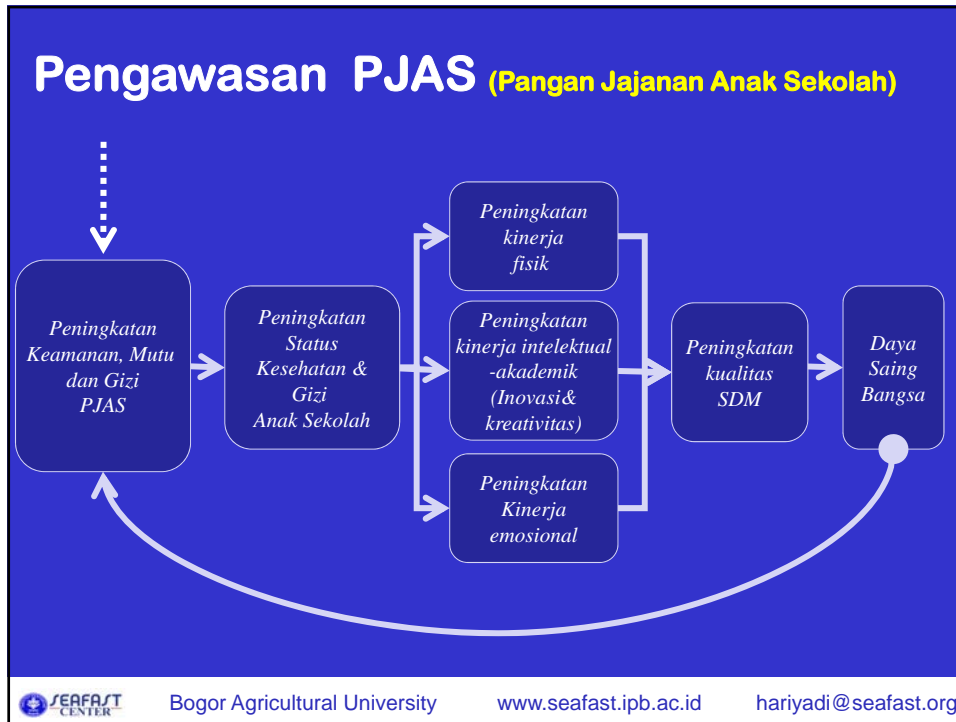 Pengawasan PJAS (Pangan Jajanan Anak Sekolah)
Peningkatan
Keamanan, Mutu
dan Gizi
PJAS
Peningkatan
Status
Kesehatan &
Gizi
Anak Sekolah
Peningkatan
kinerja
fisik
Peningkatan
kinerja intelektual
-akademik
(Inovasi&
kreativitas)
Peningkatan
Kinerja
emosional
Peningkatan
kualitas
SDM
Daya
Saing
Bangsa
SEAFAST
CENTER
Bogor Agricultural University www.seafast.ipb.ac.id hariyadi@seafast.org